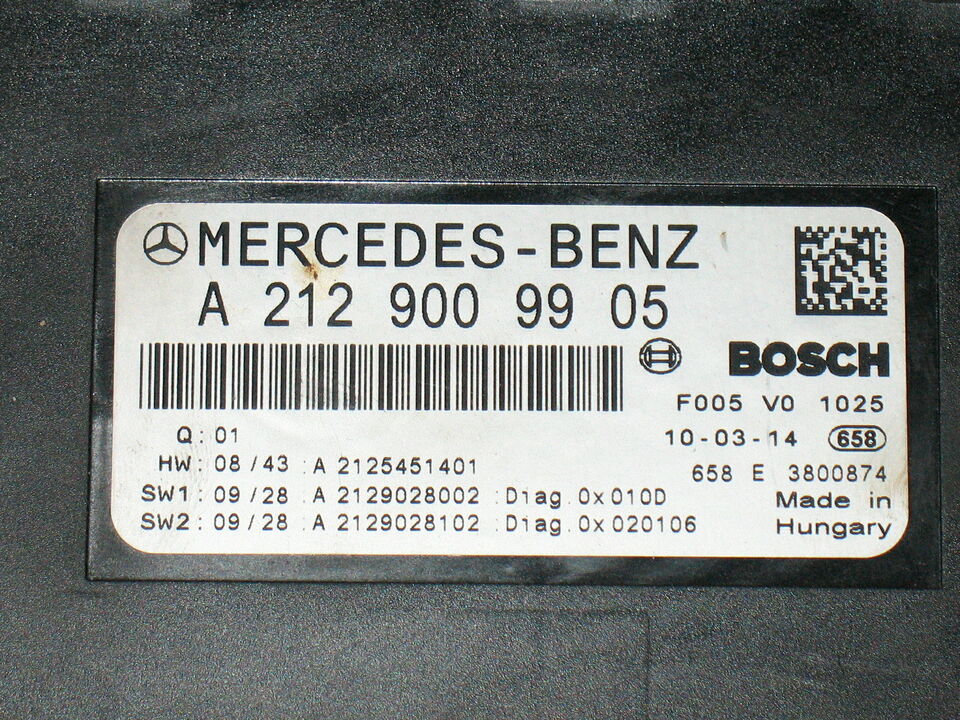 MERCEDES-BENZ
A 212 900 99 05
BOSCH
F005 V0 1025
Q: 01
10-03-14 658
HW: 08/43 :A 2125451401
658 E 3800874
SW1: 09/28 :A 2129028002 :Diag.0x010D
Made in
SW2: 09/28 :A 2129028102 :Diag.0x020106
Hungary